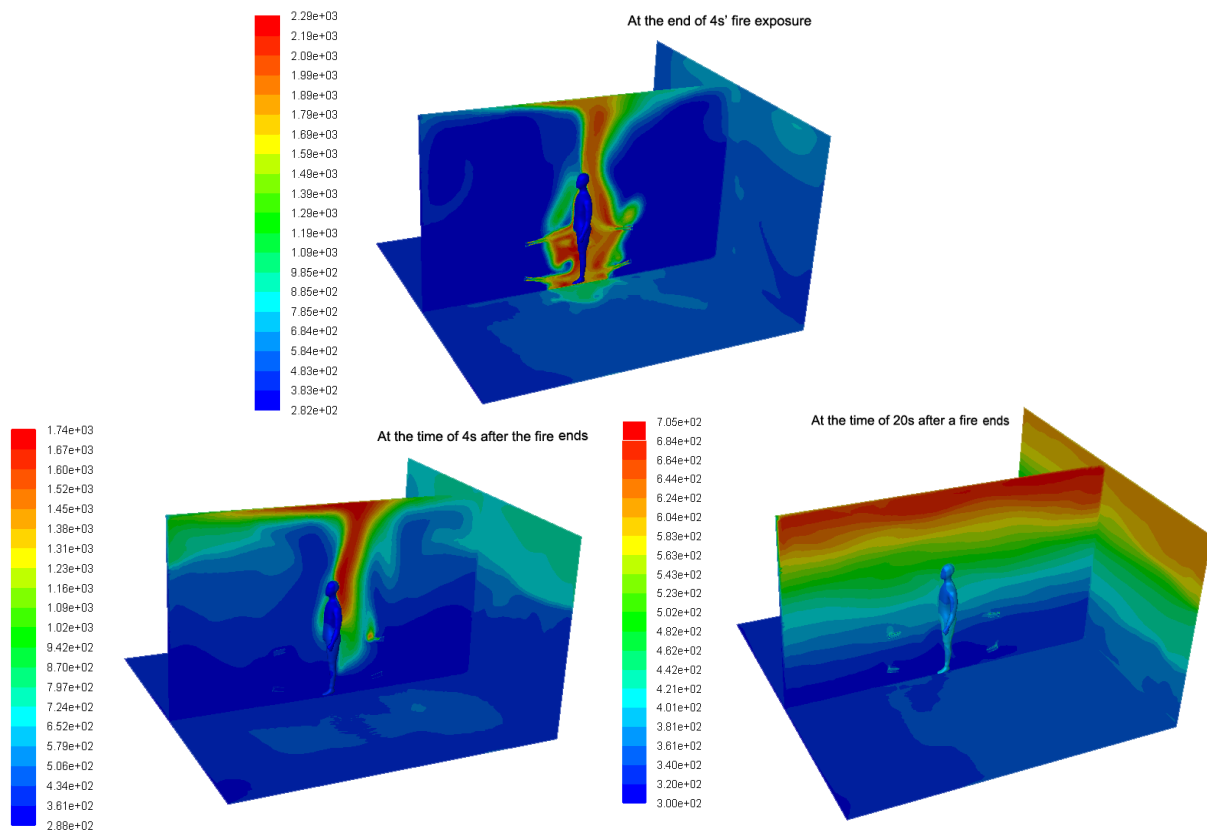 At the end of 4s' fire exposure
2.29e+03
2.19e+03
2.09e+03
1.99e+03
1.89e+03
1.79e+03
1.69e+03
1.59e+03
1.49e+03
1.39e+03
1.29e+03
1.19e+03
1.09e+03
9.85e+02
8.85e+02
7.85e+02
6.84e+02
5.84e+02
4.83e+02
3.83e+02
2.82e+02
At the time of 4s after the fire ends
1.74e+03
1.67e+03
1.60e+03
1.52e+03
1.45e+03
1.38e+03
1.31e+03
1.23e+03
1.16e+03
1.09e+03
1.02e+03
9.42e+02
8.70e+02
7.97e+02
7.24e+02
6.52e+02
5.79e+02
5.06e+02
4.34e+02
3.61e+02
2.88e+02
At the time of 20s after a fire ends
7.05e+02
6.84e+02
6.64e+02
6.44e+02
6.24e+02
6.04e+02
5.83e+02
5.63e+02
5.43e+02
5.23e+02
5.02e+02
4.82e+02
4.62e+02
4.42e+02
4.21e+02
4.01e+02
3.81e+02
3.61e+02
3.40e+02
3.20e+02
3.00e+02